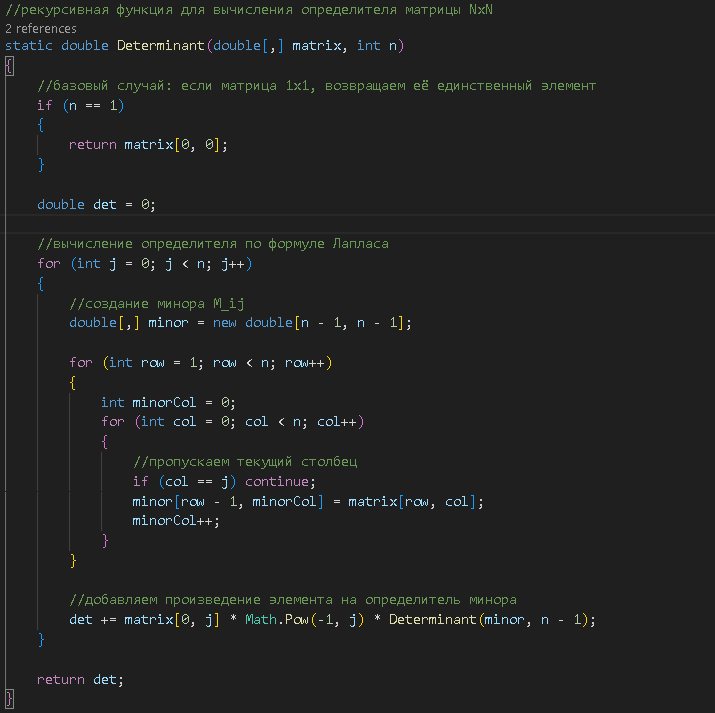 //рекурсивная функция для вычисления определителя матрицы NxN
2 references
static double Determinant(double[,] matrix, int n)
{
    //базовый случай: если матрица 1x1, возвращаем её единственный элемент
    if (n == 1)
    {
        return matrix[0, 0];
    }
    double det = 0;
    //вычисление определителя по формуле Лапласа
    for (int j = 0; j < n; j++)
    {
        //создание минора M_ij
        double[,] minor = new double[n - 1, n - 1];
        for (int row = 1; row < n; row++)
        {
            int minorCol = 0;
            for (int col = 0; col < n; col++)
            {
                //пропускаем текущий столбец
                if (col == j) continue;
                minor[row - 1, minorCol] = matrix[row, col];
                minorCol++;
            }
        }
        //добавляем произведение элемента на определитель минора
        det += matrix[0, j] * Math.Pow(-1, j) * Determinant(minor, n - 1);
    }
    return det;
}